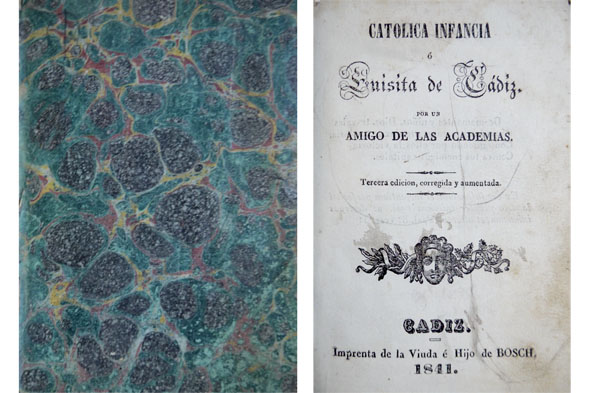 CATOLICA INFANCIA
ó
Luisita de Cádiz.
POR UN
AMIGO DE LAS ACADEMIAS.
Tercera edicion, corregida y aumentada.
CADIZ.
Imprenta de la Viuda é Hijo de BOSCH,
1841.